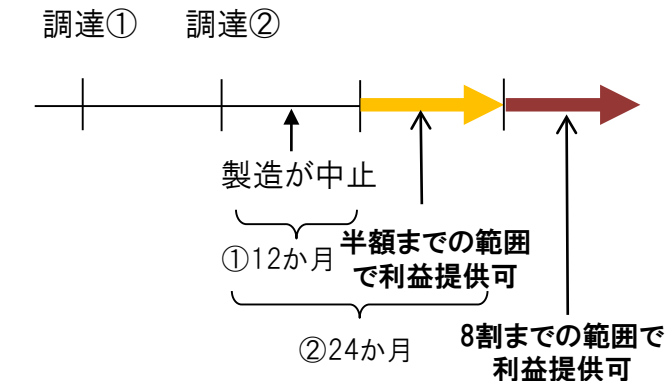 調達①
調達②
製造が中止
①12か月
半額までの範囲
で利益提供可
②24か月
8割までの範囲で
利益提供可